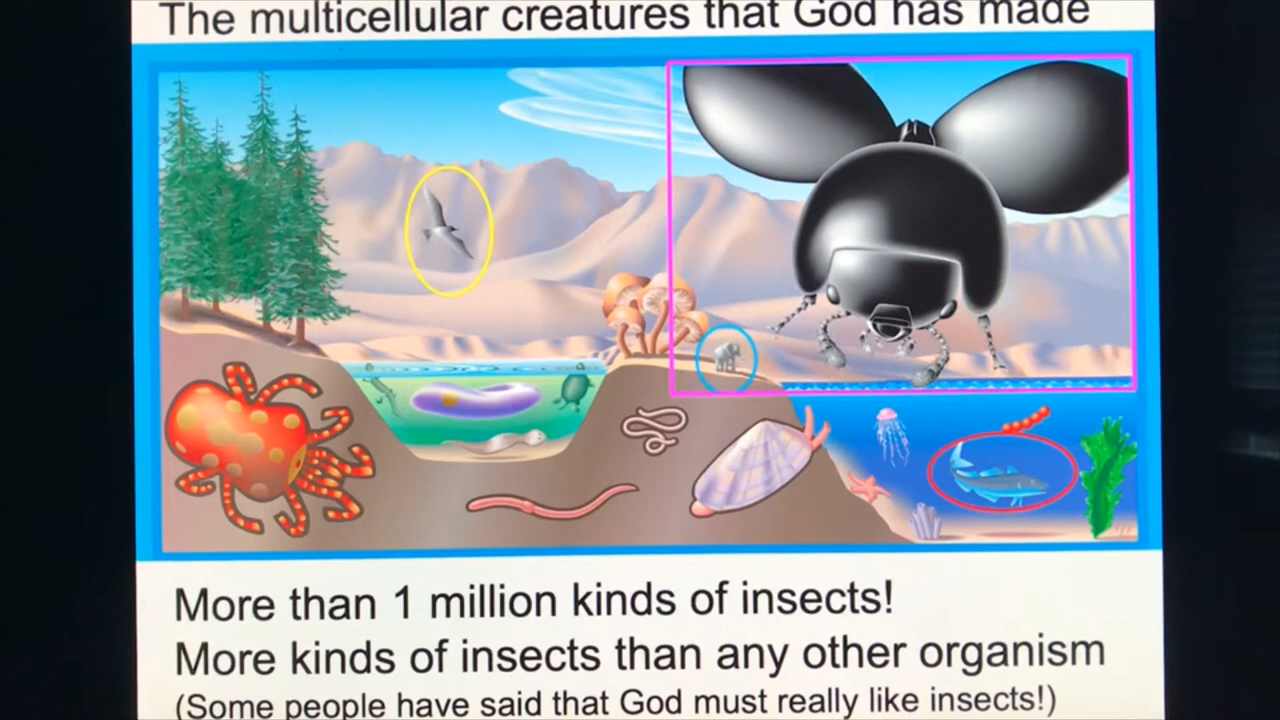 The multicellular creatures that God has made
More than 1 million kinds of insects!
More kinds of insects than any other organism
(Some people have said that God must really like insects!)